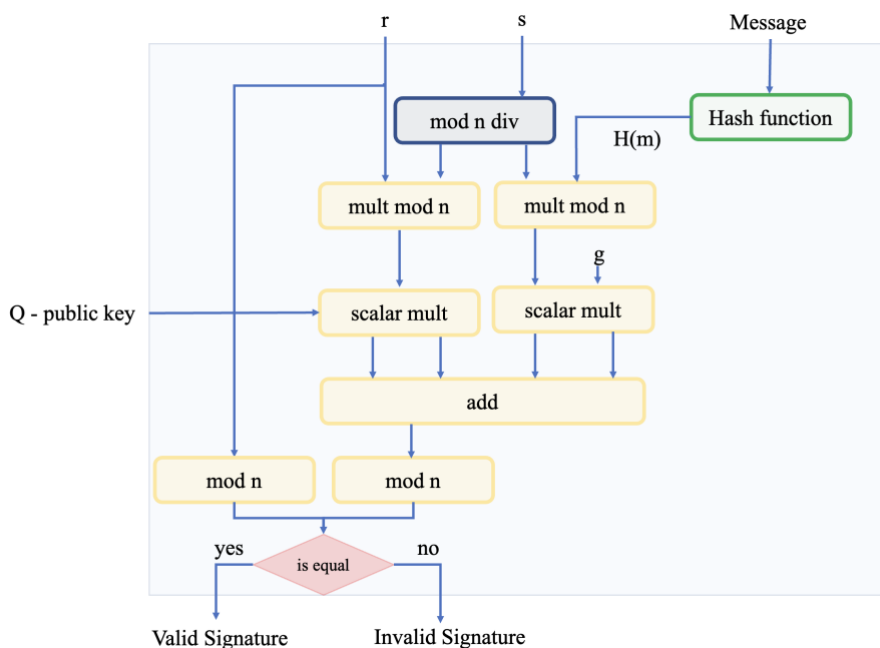 r
s
Message
mod n div
Hash function
H(m)
mult mod n
mult mod n
g
Q - public key
scalar mult
scalar mult
add
mod n
mod n
yes
is equal
no
Valid Signature
Invalid Signature